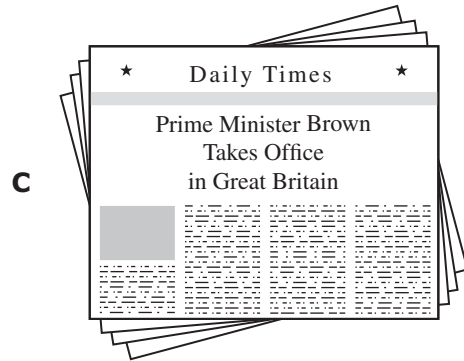 Daily Times
Prime Minister Brown
Takes Office
in Great Britain
C